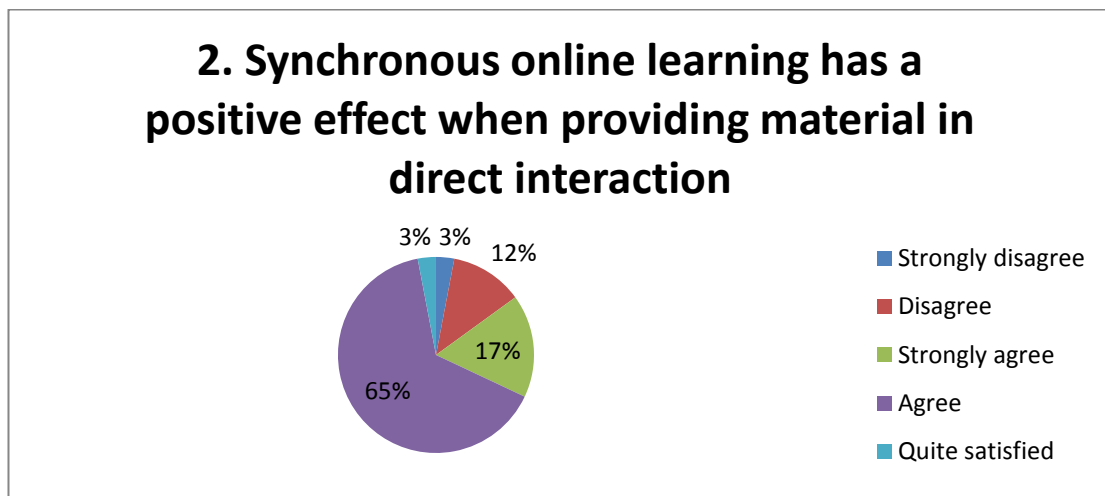 2. Synchronous online learning has a
positive effect when providing material in
direct interaction
3%
3%
12%
17%
65%
Strongly disagree
Disagree
Strongly agree
Agree
Quite satisfied